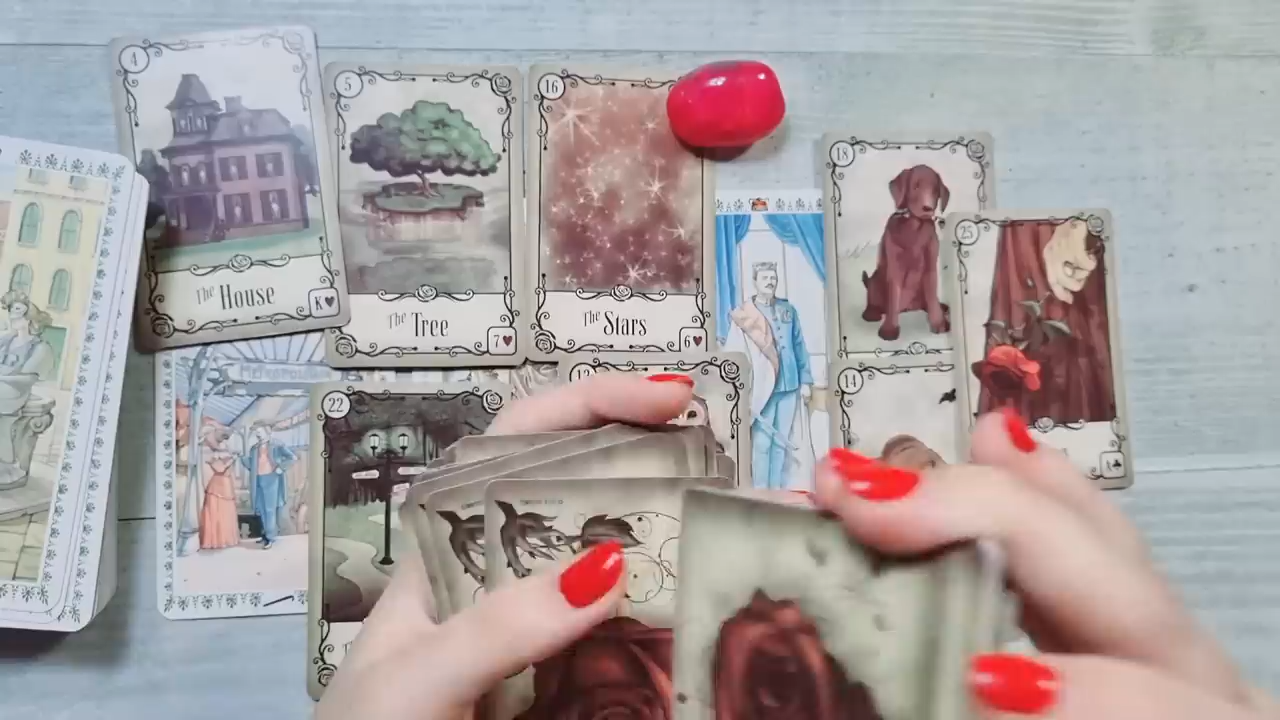 4
The House
K♥
5
The Tree
7♥
16
The Stars
6♥
18
25
22
14